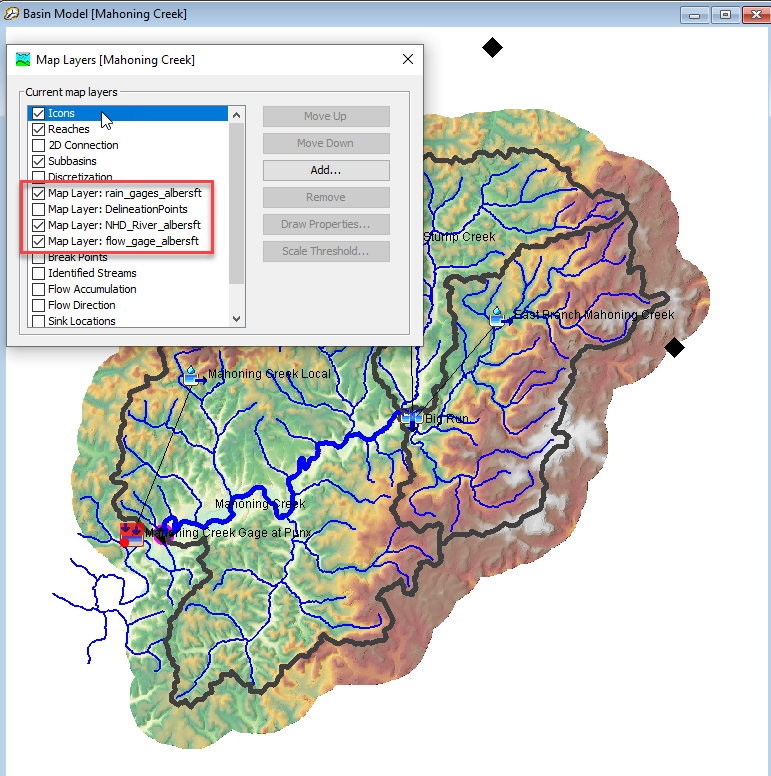 Basin Model [Mahoning Creek]
Map Layers [Mahoning Creek]
Current map layers
Icons
Reaches
2D Connection
Subbasins
Discretization
Map Layer: rain_gages_albersft
Map Layer: DelineationPoints
Map Layer: NHD_River_albersft
Map Layer: flow_gage_albersft
Break Points
Identified Streams
Flow Accumulation
Flow Direction
Sink Locations
Move Up
Move Down
Add...
Remove
Draw Properties...
Scale Threshold...
Stump Creek
East Branch Mahoning Creek
Mahoning Creek Local
Big Run
Mahoning Creek
Mahoning Creek Gage at Punx